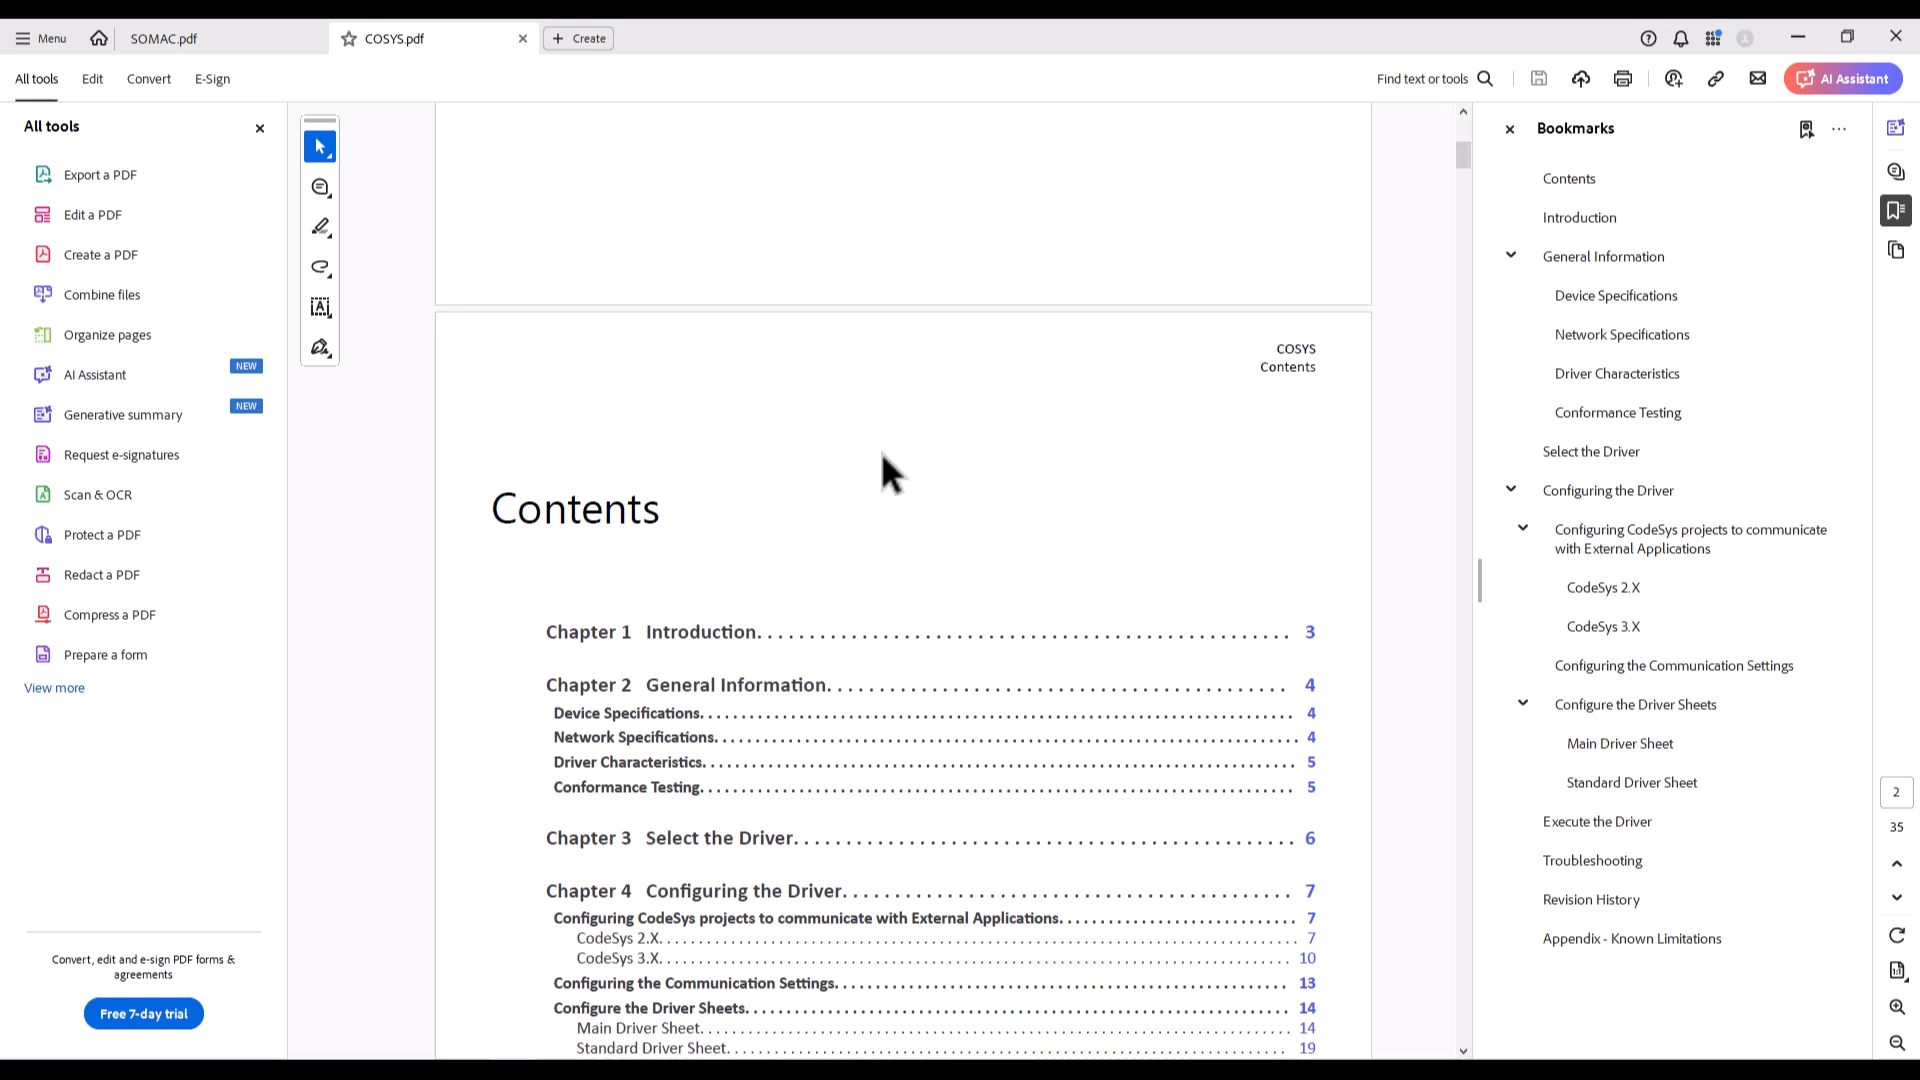 Menu
SOMAC.pdf
COSYS.pdf
Create
All tools
Edit
Convert
E-Sign
Find text or tools
AI Assistant
All tools
Export a PDF
Edit a PDF
Create a PDF
Combine files
Organize pages
AI Assistant
NEW
Generative summary
NEW
Request e-signatures
Scan & OCR
Protect a PDF
Redact a PDF
Compress a PDF
Prepare a form
View more
Convert, edit and e-sign PDF forms &
agreements
Free 7-day trial
COSYS
Contents
Contents
Chapter 1 Introduction. . . . . . . . . . . . . . . . . . . . . . . . . . . . . . . . . . . . . . . . 3
Chapter 2 General Information. . . . . . . . . . . . . . . . . . . . . . . . . . . . . . . . . . . 4
Device Specifications. . . . . . . . . . . . . . . . . . . . . . . . . . . . . . . . . . . . . . . . 4
Network Specifications. . . . . . . . . . . . . . . . . . . . . . . . . . . . . . . . . . . . . . . . 4
Driver Characteristics. . . . . . . . . . . . . . . . . . . . . . . . . . . . . . . . . . . . . . . . 5
Conformance Testing. . . . . . . . . . . . . . . . . . . . . . . . . . . . . . . . . . . . . . . . 5
Chapter 3 Select the Driver. . . . . . . . . . . . . . . . . . . . . . . . . . . . . . . . . . . . . 6
Chapter 4 Configuring the Driver. . . . . . . . . . . . . . . . . . . . . . . . . . . . . . . . . . 7
Configuring CodeSys projects to communicate with External Applications. . . . . . . . . . . . . . . . . . . . 7
CodeSys 2.X. . . . . . . . . . . . . . . . . . . . . . . . . . . . . . . . . . . . . . . . 7
CodeSys 3.X. . . . . . . . . . . . . . . . . . . . . . . . . . . . . . . . . . . . . . . . 10
Configuring the Communication Settings. . . . . . . . . . . . . . . . . . . . . . . . . . . . . . . . . . . 13
Configure the Driver Sheets. . . . . . . . . . . . . . . . . . . . . . . . . . . . . . . . . . . . . . . . 14
Main Driver Sheet. . . . . . . . . . . . . . . . . . . . . . . . . . . . . . . . . . . . . . . . 14
Standard Driver Sheet. . . . . . . . . . . . . . . . . . . . . . . . . . . . . . . . . . . . . . . . 19
Bookmarks
Contents
Introduction
General Information
Device Specifications
Network Specifications
Driver Characteristics
Conformance Testing
Select the Driver
Configuring the Driver
Configuring CodeSys projects to communicate
with External Applications
CodeSys 2.X
CodeSys 3.X
Configuring the Communication Settings
Configure the Driver Sheets
Main Driver Sheet
Standard Driver Sheet
Execute the Driver
Troubleshooting
Revision History
Appendix - Known Limitations
2
35